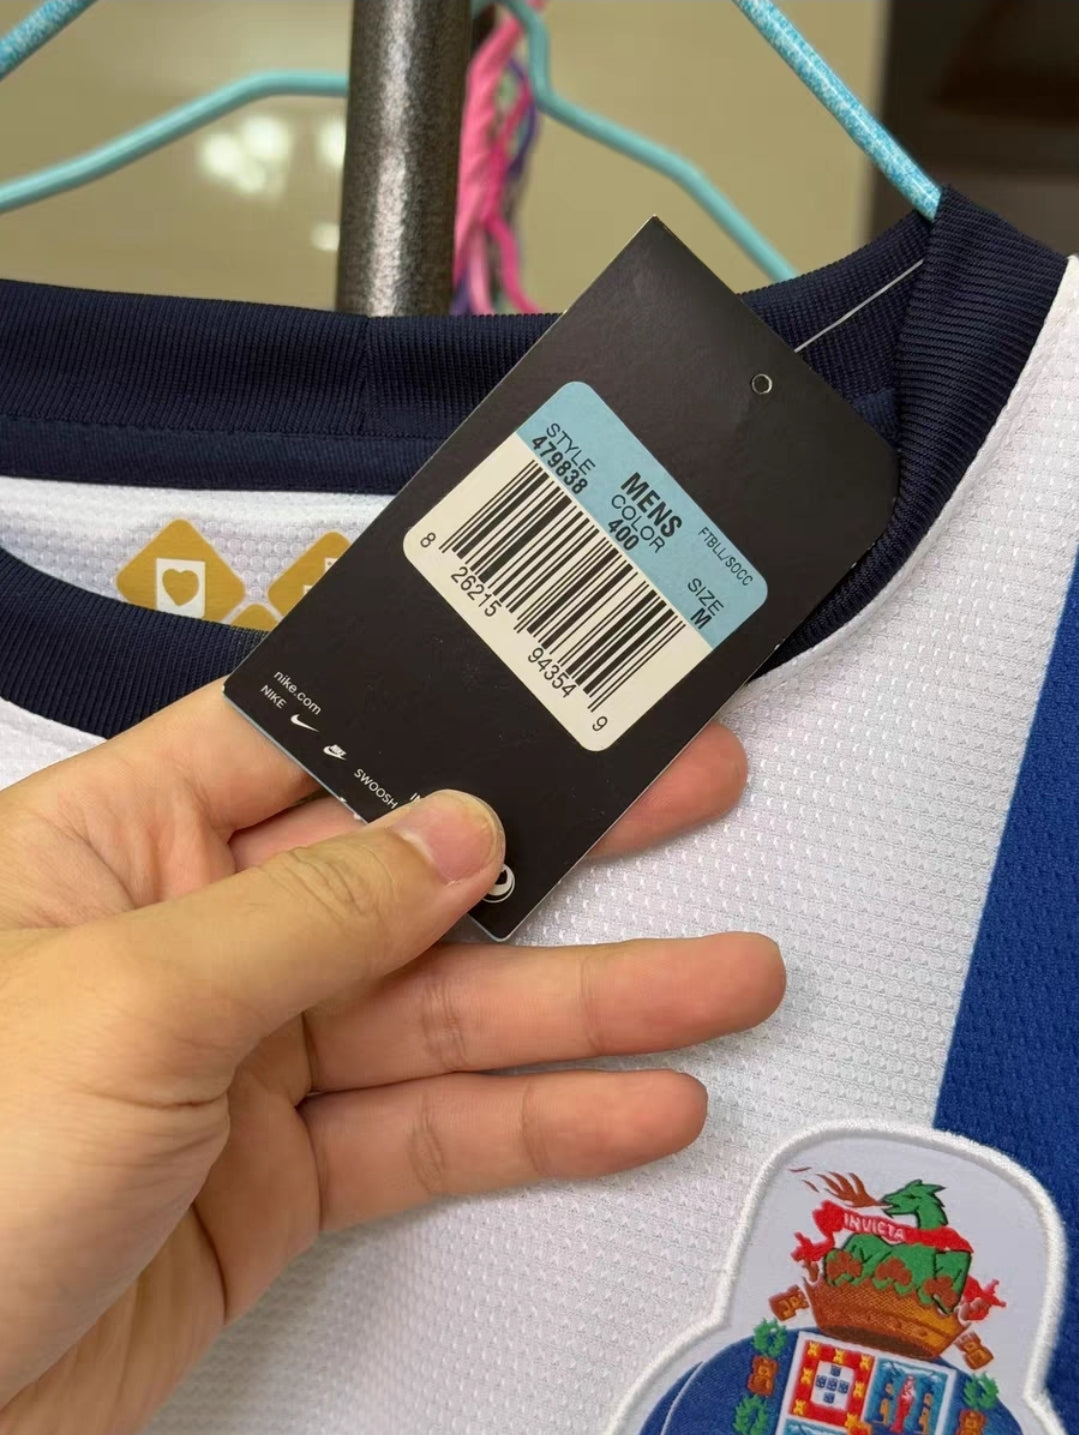 STYLE
479838
MENS
COLOR
400
FTBLL/SOCC
SIZE
M
8 26215 94354 9
nike.com
NIKE
SWOOSH
INVICTA